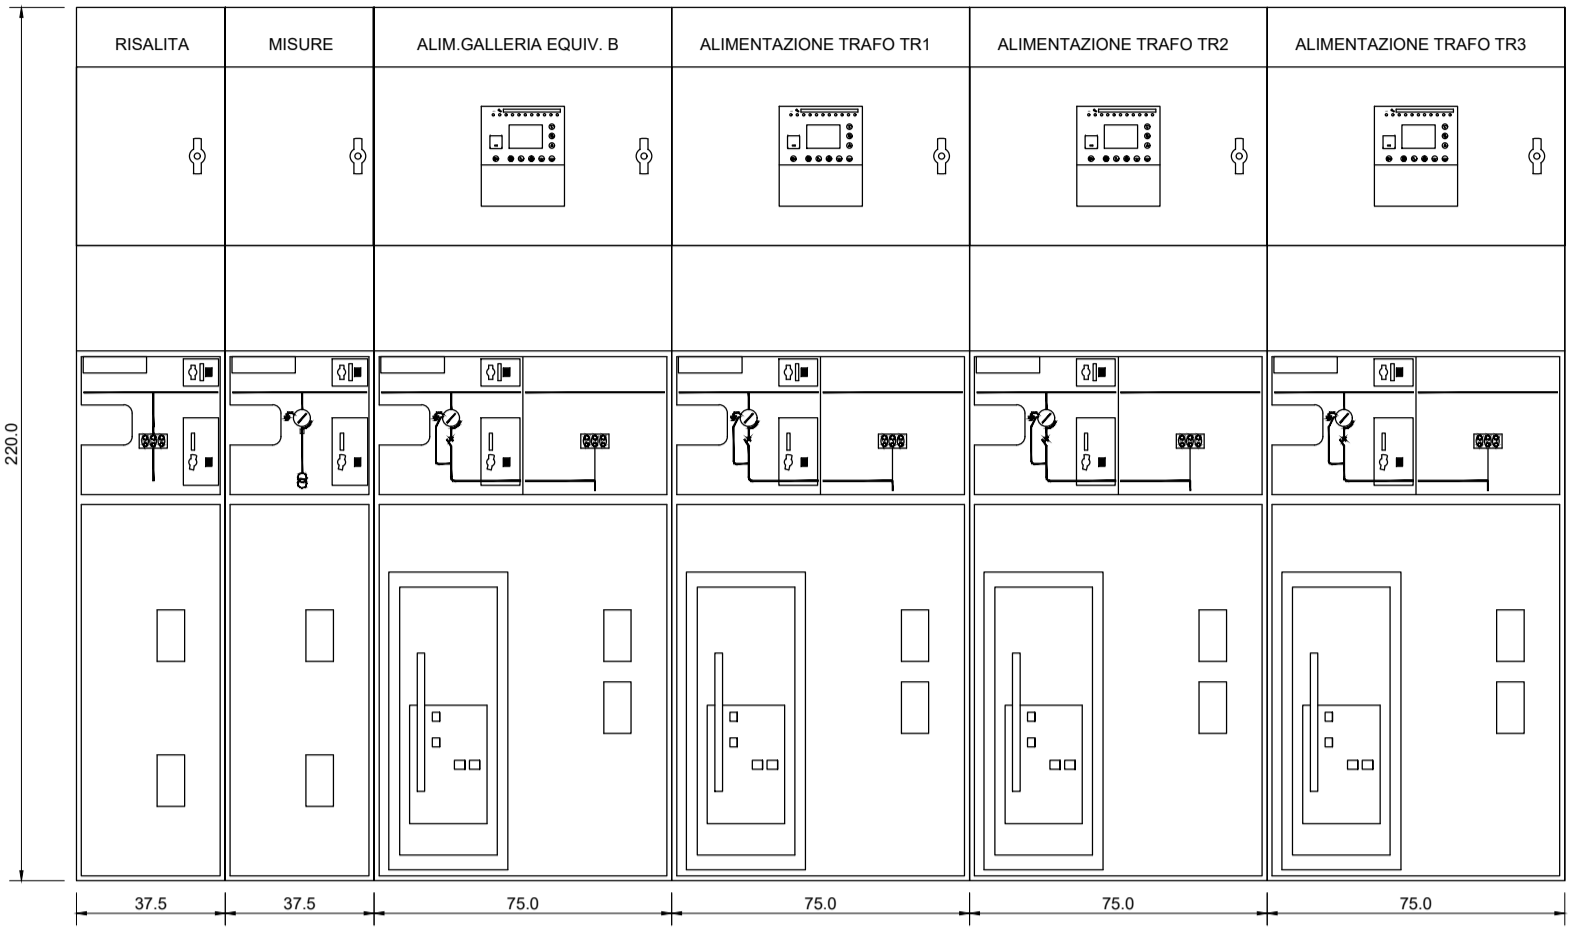 RISALITA
MISURE
ALIM.GALLERIA EQUIV. B
ALIMENTAZIONE TRAFO TR1
ALIMENTAZIONE TRAFO TR2
ALIMENTAZIONE TRAFO TR3
220.0
37.5
37.5
75.0
75.0
75.0
75.0